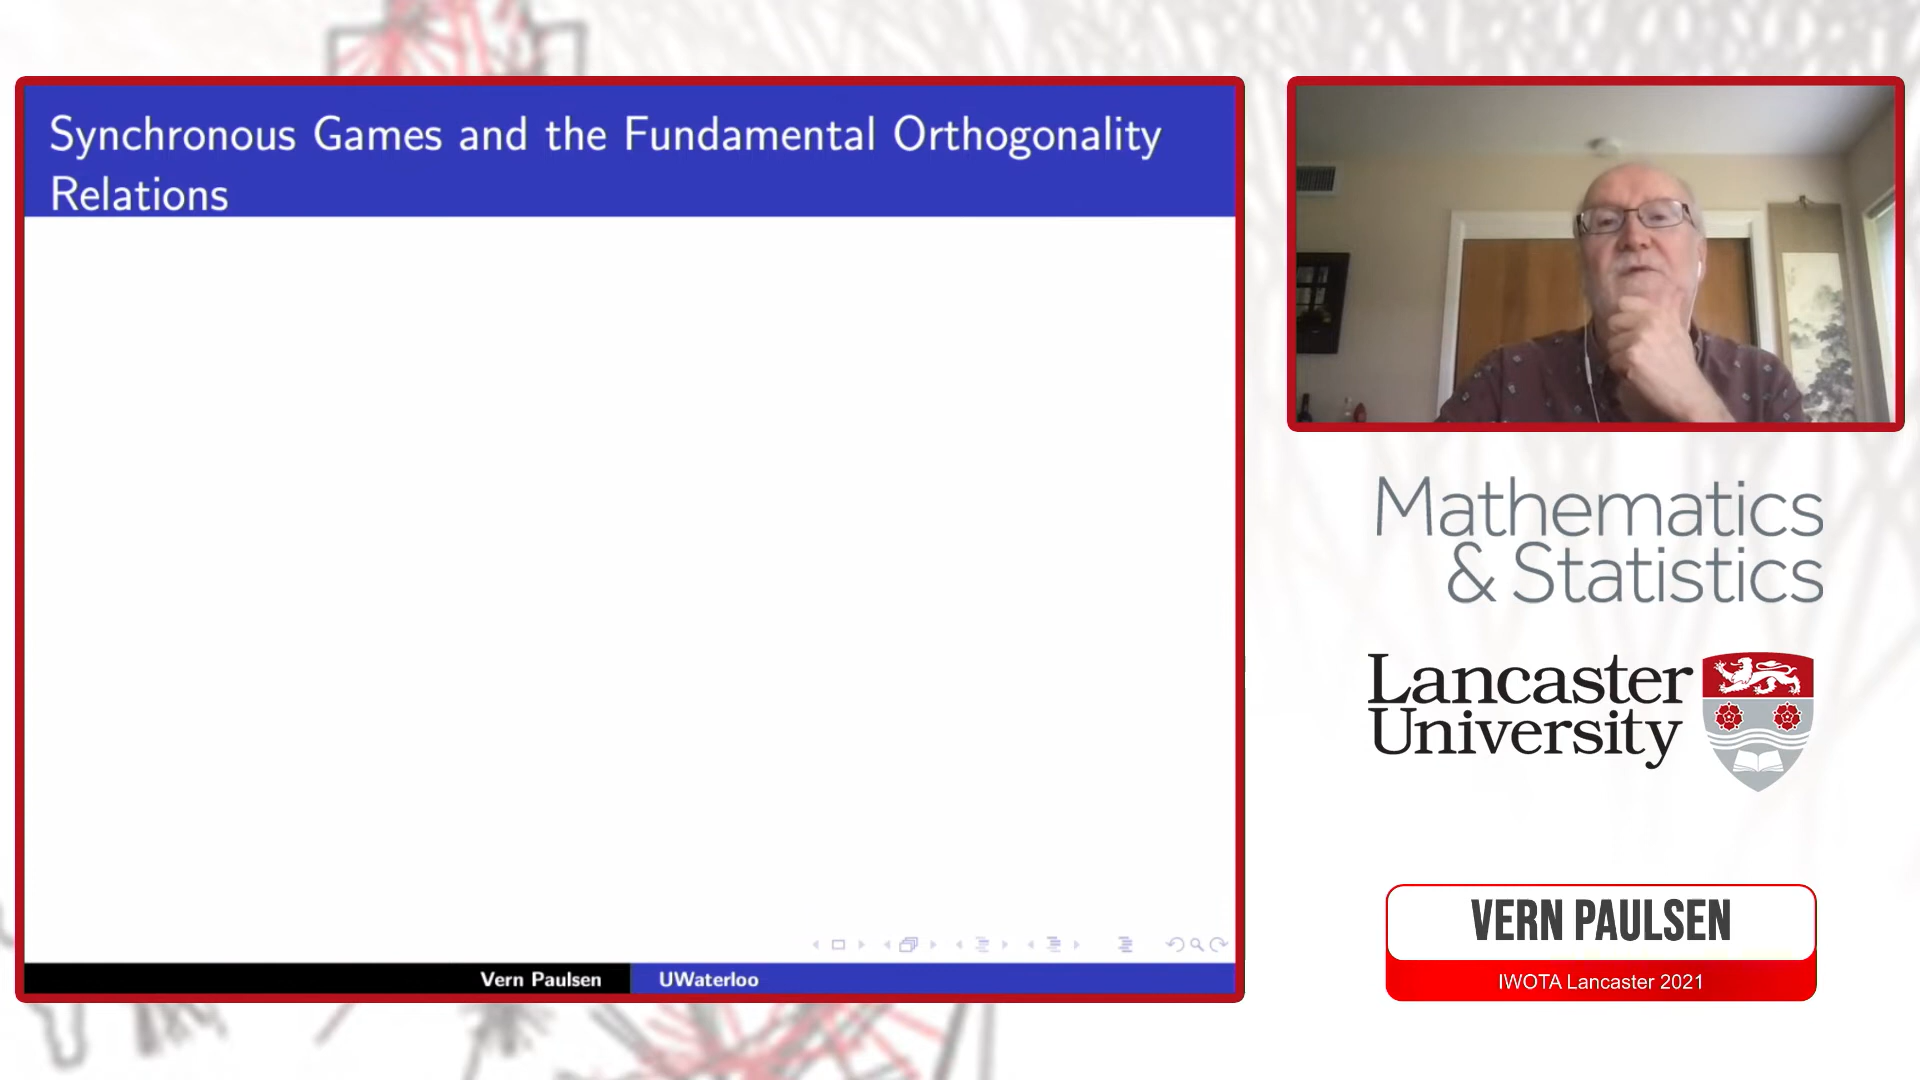 Synchronous Games and the Fundamental Orthogonality
Relations
Vern Paulsen
UWaterloo
Mathematics
& Statistics
Lancaster
University
VERN PAULSEN
IWOTA Lancaster 2021